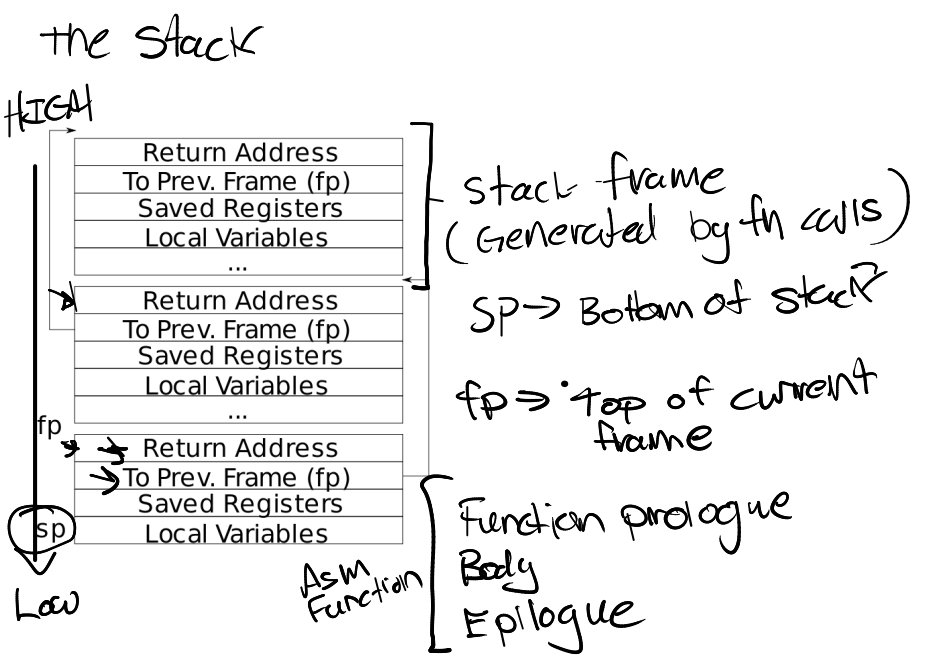 the Stack
HIGH
Return Address
To Prev. Frame (fp)
Saved Registers
Local Variables
...
Stack frame
(Generated by fn calls)
Return Address
To Prev. Frame (fp)
Saved Registers
Local Variables
...
sp → Bottom of stack
fp → Top of current
frame
fp
Return Address
To Prev. Frame (fp)
Saved Registers
sp
Local Variables
Low
Asm
Function
Function prologue
Body
Epilogue